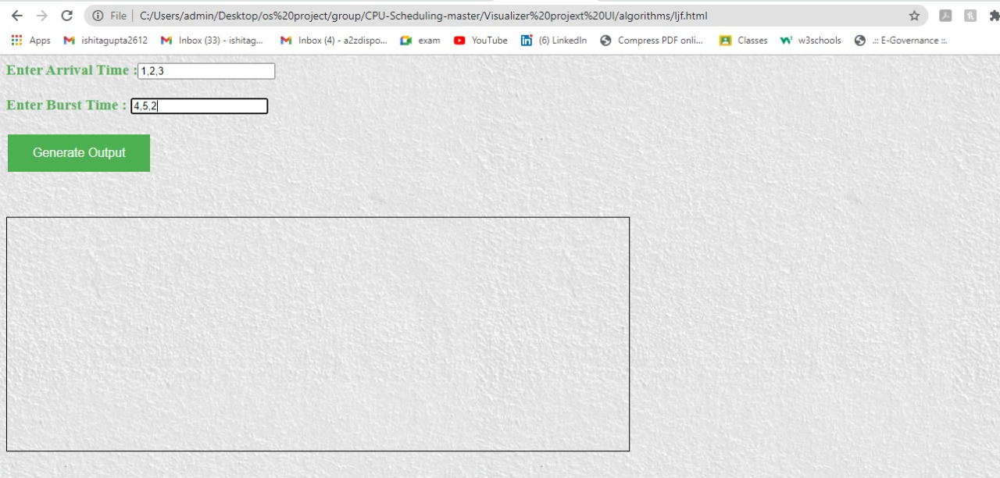 File | C:/Users/admin/Desktop/os%20project/group/CPU-Scheduling-master/Visualizer%20projext%20UI/algorithms/ljf.html
Apps ishitagupta2612 Inbox (33) - ishitag... Inbox (4) - a2zdispo... exam YouTube (6) LinkedIn Compress PDF onli... Classes w3schools .:: E-Governance ::.
Enter Arrival Time : 1,2,3
Enter Burst Time : 4,5,2
Generate Output